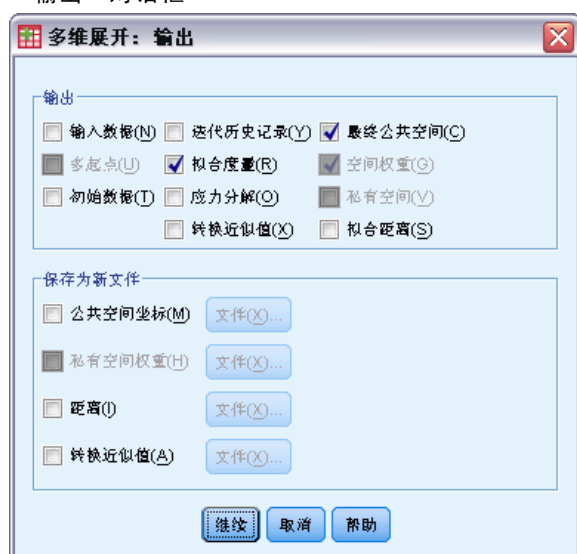 多维展开: 输出
输出
输入数据(N) 迭代历史记录(Y) 最终公共空间(C)
多起点(U) 拟合度量(R) 空间权重(G)
初始数据(T) 应力分解(O) 私有空间(V)
转换近似值(X) 拟合距离(S)
保存为新文件
公共空间坐标(M) 文件(X)...
私有空间权重(H) 文件(X)...
距离(I) 文件(X)...
转换近似值(A) 文件(X)...
继续 取消 帮助